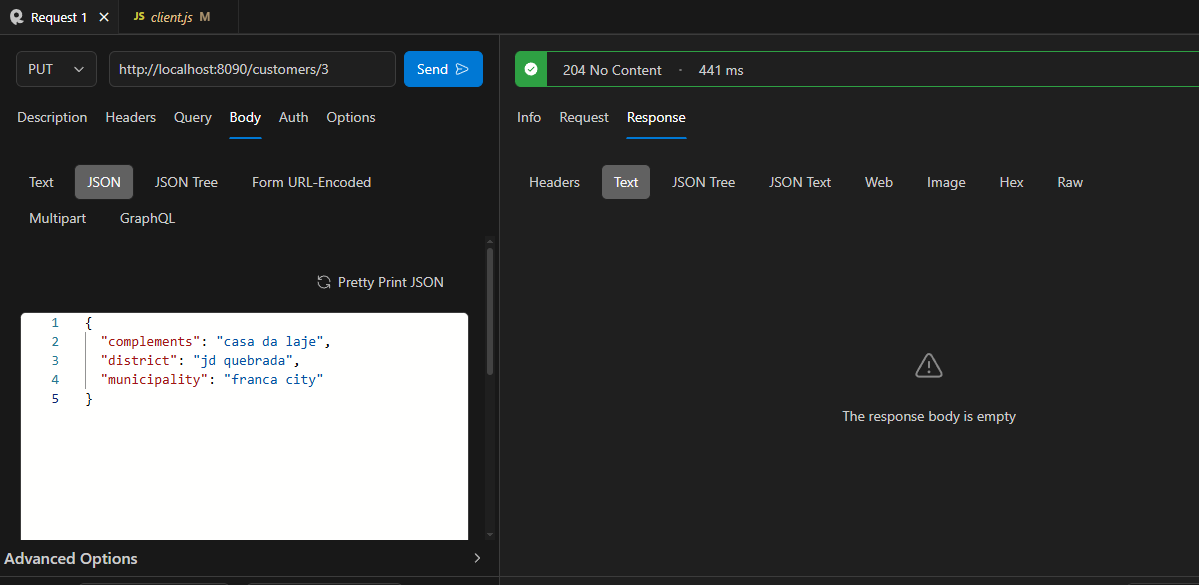 Request 1
JS client.js M
PUT
http://localhost:8090/customers/3
Send
Description Headers Query Body Auth Options
Text JSON JSON Tree Form URL-Encoded
Multipart GraphQL
Pretty Print JSON
1 {
2 "complements": "casa da laje",
3 "district": "jd quebrada",
4 "municipality": "franca city"
5 }
Advanced Options
204 No Content · 441 ms
Info Request Response
Headers Text JSON Tree JSON Text Web Image Hex Raw
The response body is empty